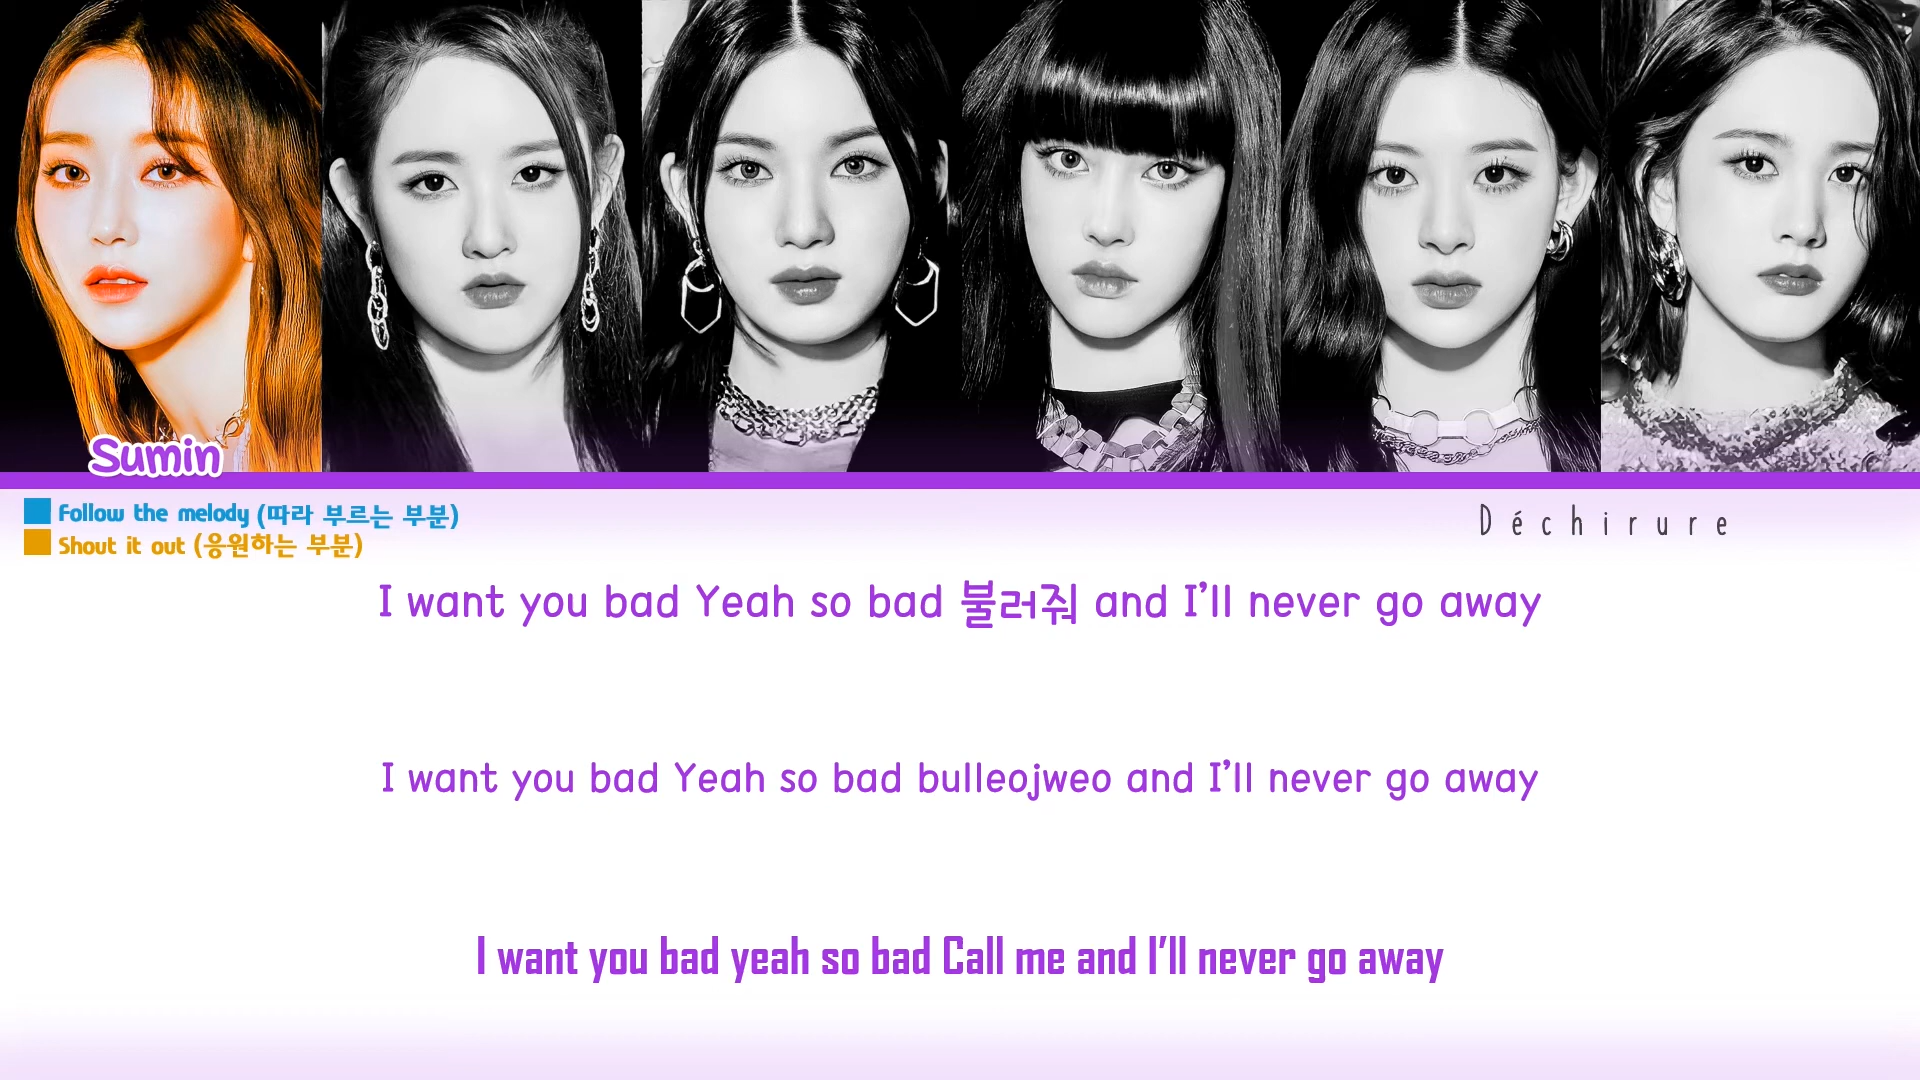 Sumin
Follow the melody (따라 부르는 부분)
Shout it out (응원하는 부분)
Déchirure
I want you bad Yeah so bad 불러줘 and I'll never go away
I want you bad Yeah so bad bulleojweo and I'll never go away
I want you bad yeah so bad Call me and I'll never go away